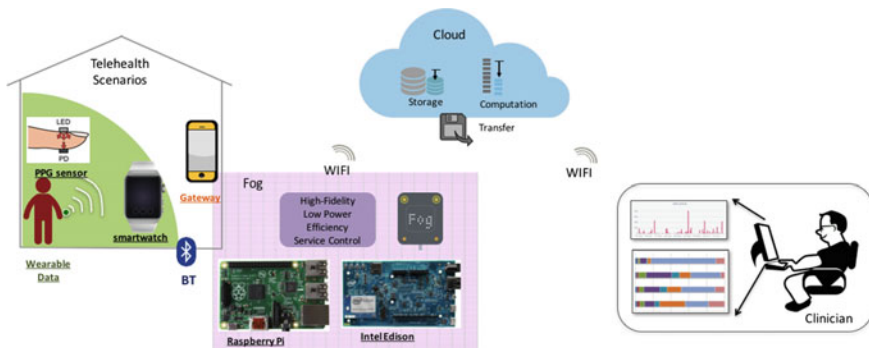 Telehealth
Scenarios
LED
PD
PPG sensor
smartwatch
Wearable
Data
Gateway
BT
Cloud
Storage
Computation
Transfer
WIFI
WIFI
Fog
High-Fidelity
Low Power
Efficiency
Service Control
Fog
Raspberry Pi
Intel Edison
Clinician